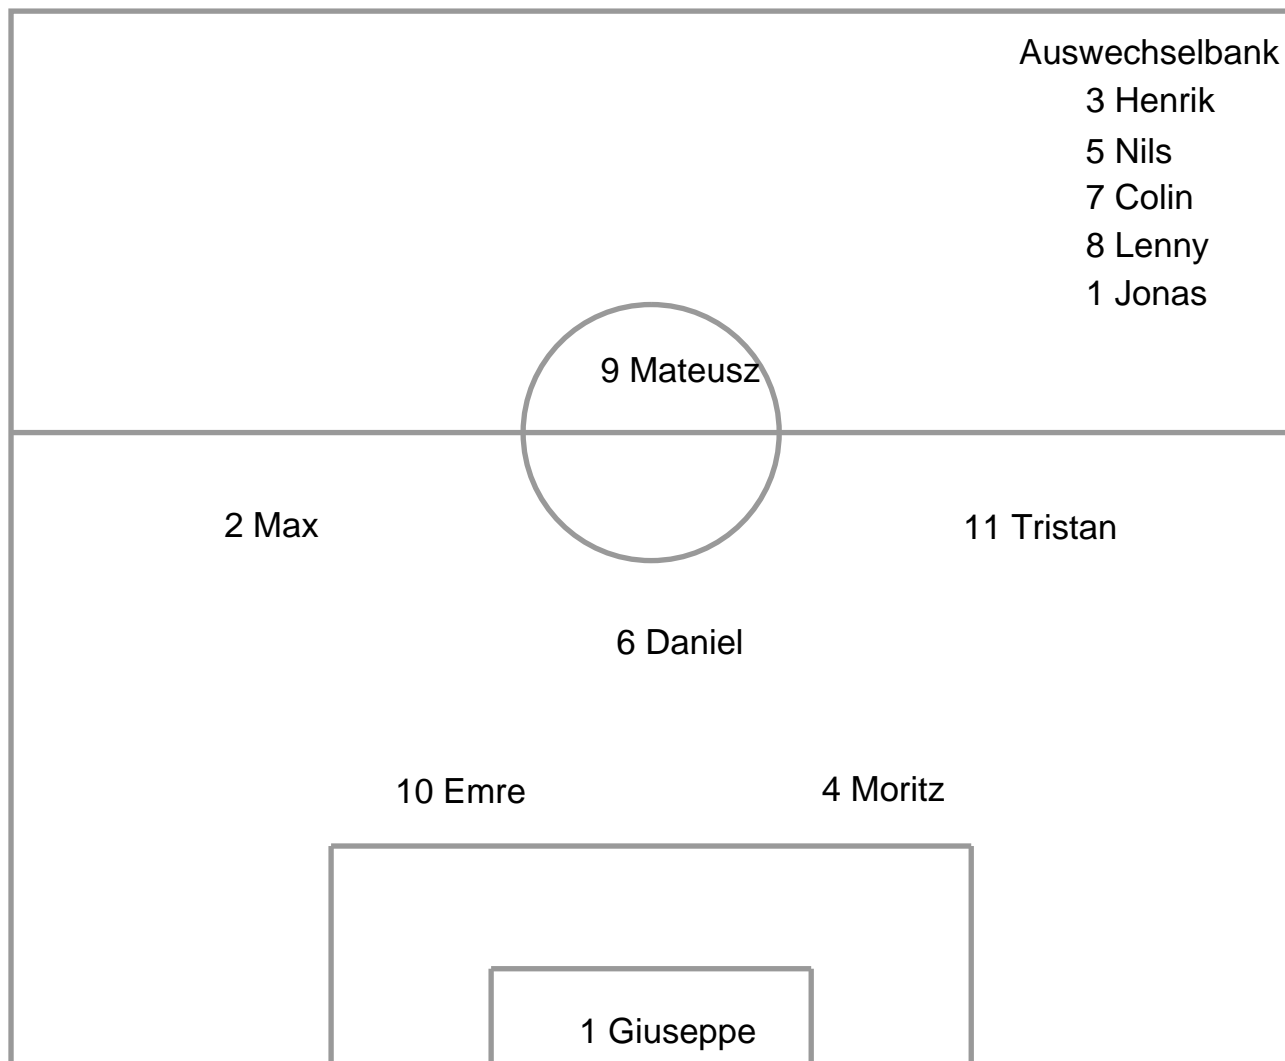 Auswechselbank
3 Henrik
5 Nils
7 Colin
8 Lenny
1 Jonas
9 Mateusz
2 Max
11 Tristan
6 Daniel
10 Emre
4 Moritz
1 Giuseppe